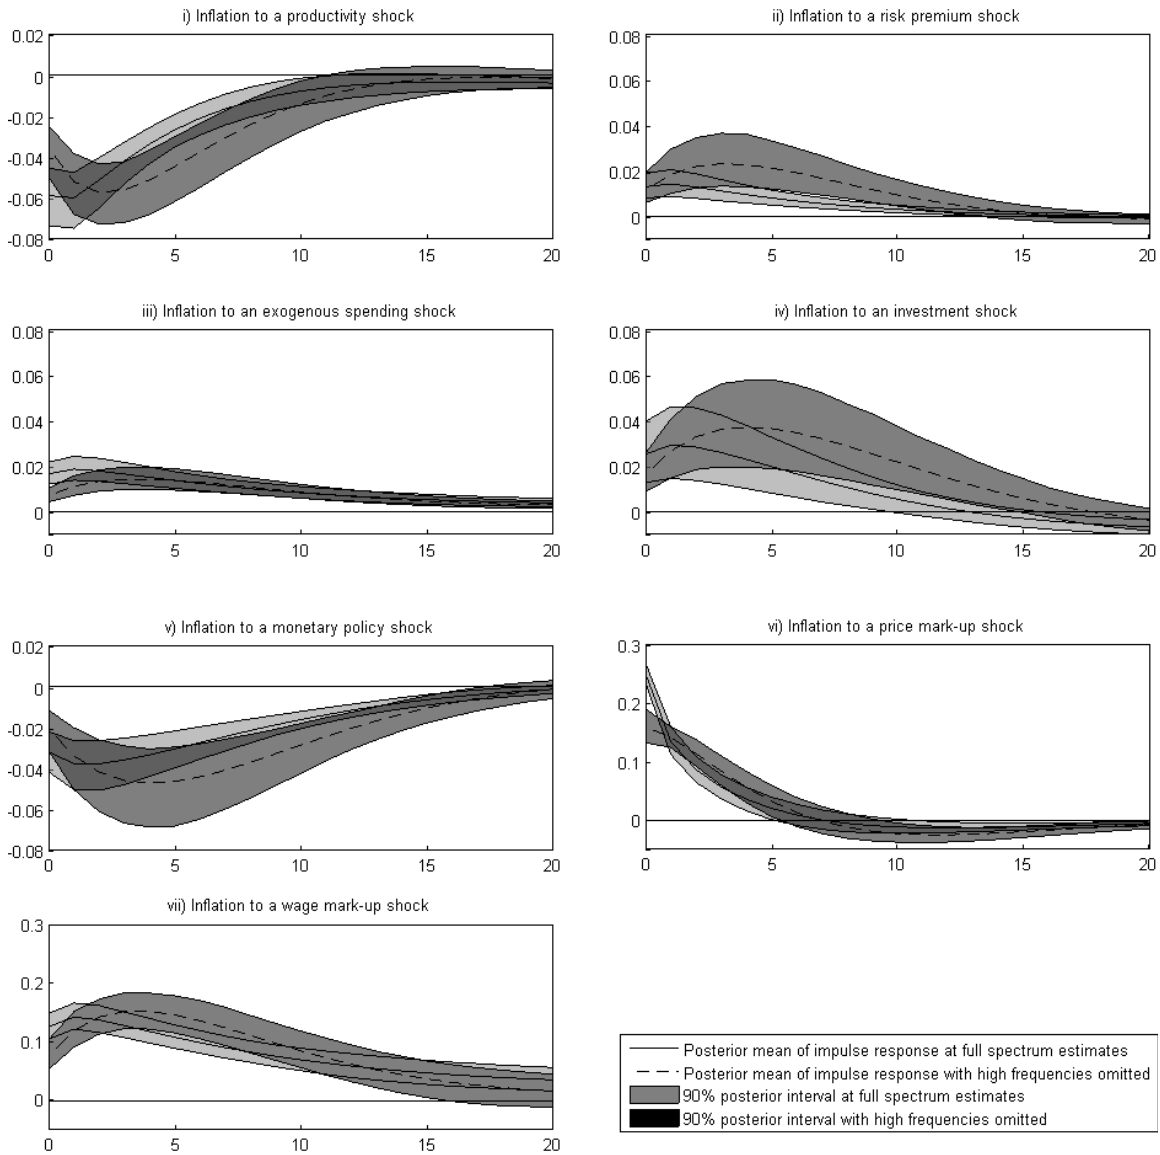 i) Inflation to a productivity shock
0.02
0
-0.02
-0.04
-0.06
-0.08
0 5 10 15 20
ii) Inflation to a risk premium shock
0.08
0.06
0.04
0.02
0
0 5 10 15 20
iii) Inflation to an exogenous spending shock
0.08
0.06
0.04
0.02
0
0 5 10 15 20
iv) Inflation to an investment shock
0.08
0.06
0.04
0.02
0
0 5 10 15 20
v) Inflation to a monetary policy shock
0.02
0
-0.02
-0.04
-0.06
-0.08
0 5 10 15 20
vi) Inflation to a price mark-up shock
0.3
0.2
0.1
0
0 5 10 15 20
vii) Inflation to a wage mark-up shock
0.3
0.2
0.1
0
0 5 10 15 20
Posterior mean of impulse response at full spectrum estimates
Posterior mean of impulse response with high frequencies omitted
90% posterior interval at full spectrum estimates
90% posterior interval with high frequencies omitted